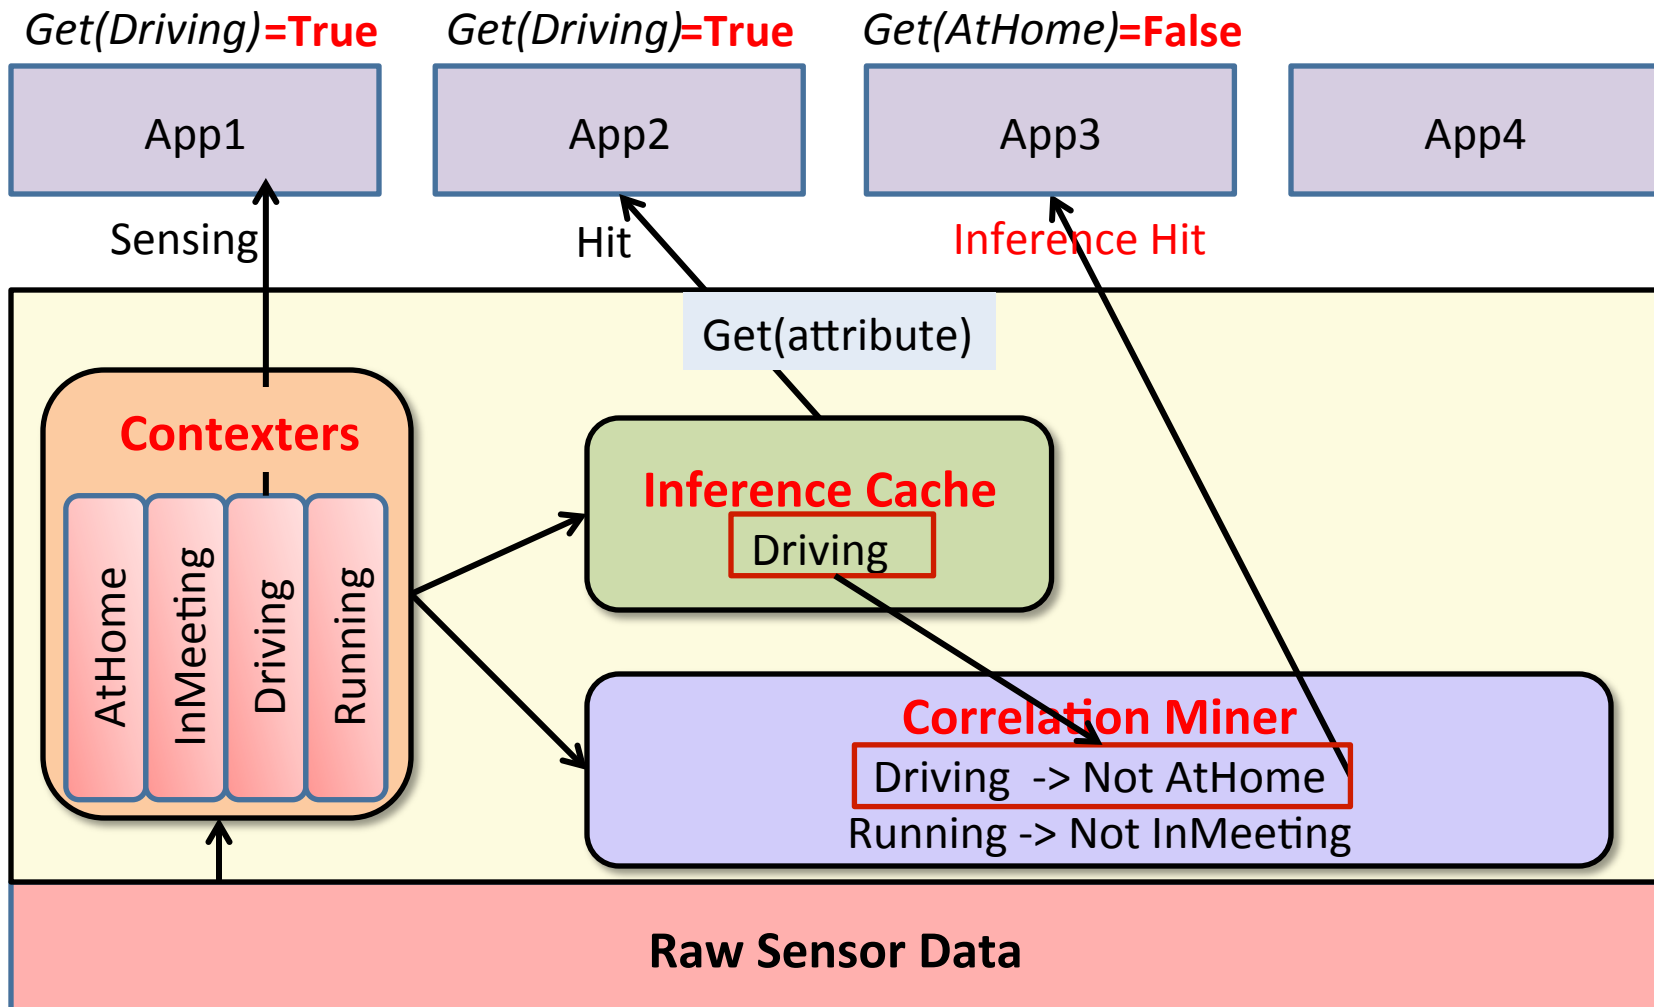 Get(Driving)=True
Get(Driving)=True
Get(AtHome)=False
App1
App2
App3
App4
Sensing
Hit
Inference Hit
Get(attribute)
Contexters
AtHome
InMeeting
Driving
Running
Inference Cache
Driving
Correlation Miner
Driving -> Not AtHome
Running -> Not InMeeting
Raw Sensor Data